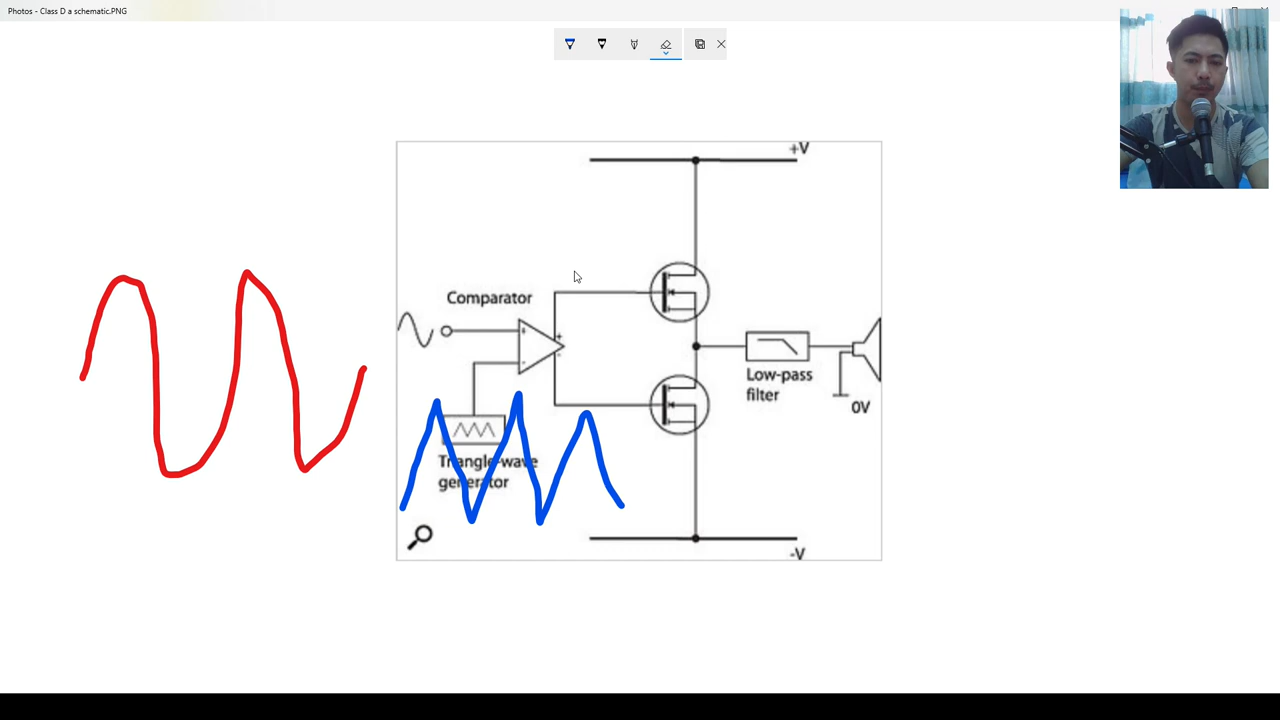 Photos - Class D a schematic.PNG
+V
Comparator
+
+
-
-
Low-pass
filter
0V
Triangle-wave
generator
-V